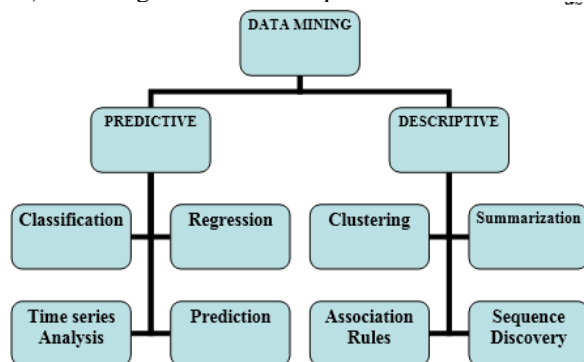 DATA MINING
PREDICTIVE
DESCRIPTIVE
Classification
Regression
Clustering
Summarization
Time series
Analysis
Prediction
Association
Rules
Sequence
Discovery